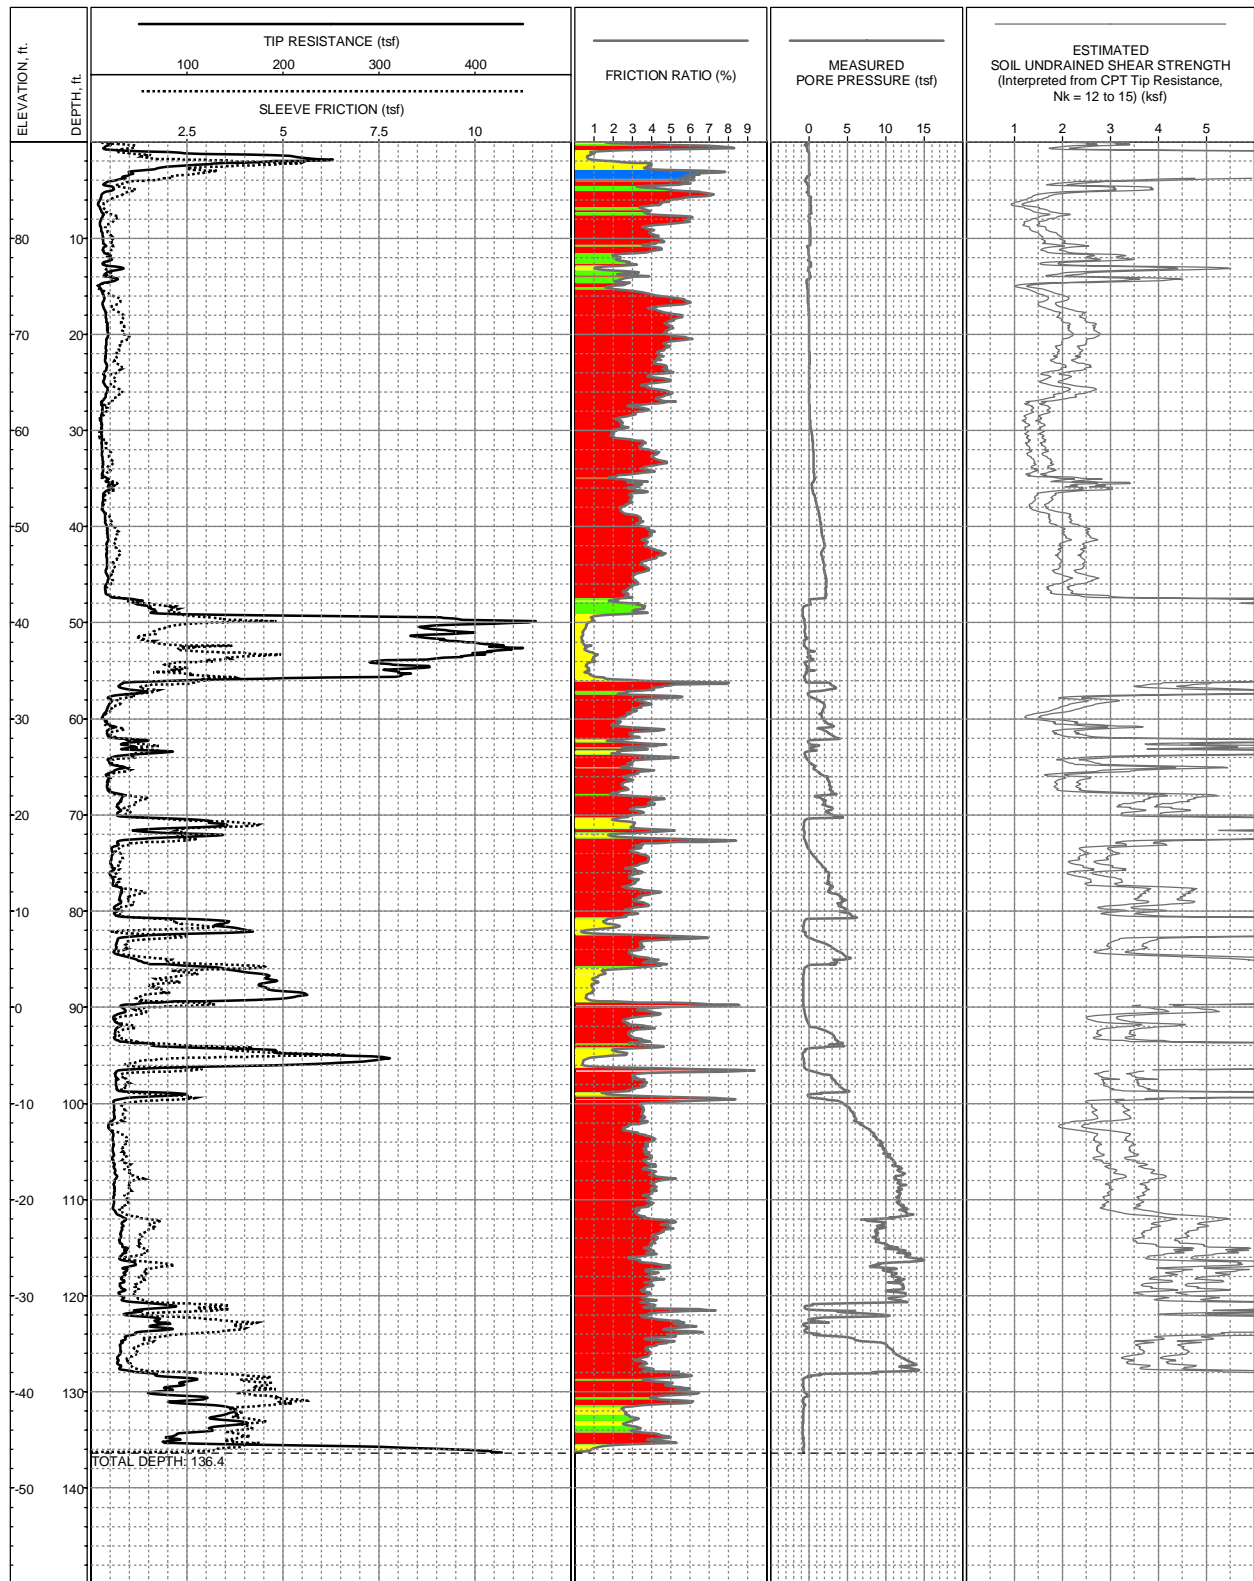 ELEVATION, ft.
DEPTH, ft.
TIP RESISTANCE (tsf)
100 200 300 400
SLEEVE FRICTION (tsf)
2.5 5 7.5 10
FRICTION RATIO (%)
1 2 3 4 5 6 7 8 9
MEASURED
PORE PRESSURE (tsf)
0 5 10 15
ESTIMATED
SOIL UNDRAINED SHEAR STRENGTH
(Interpreted from CPT Tip Resistance,
Nk = 12 to 15) (ksf)
1 2 3 4 5
80 10
70 20
60 30
50 40
40 50
30 60
20 70
10 80
0 90
-10 100
-20 110
-30 120
-40 130
TOTAL DEPTH: 136.4
-50 140